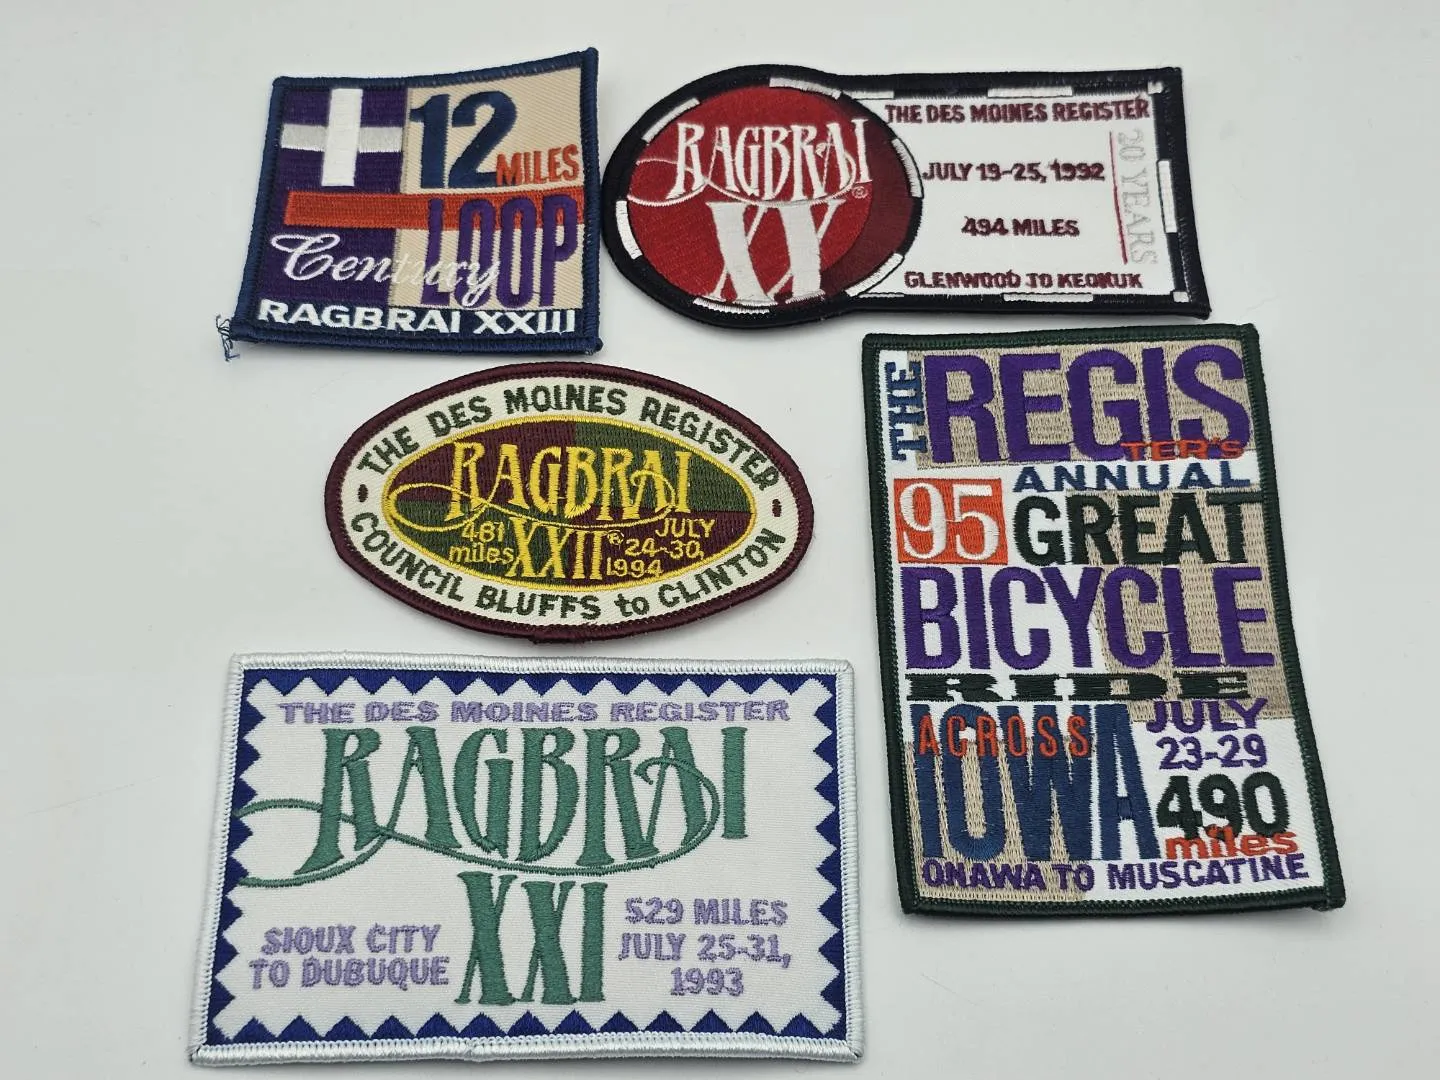 12
MILES
LOOP
Century
RAGBRAI XXIII
RAGBRAI
XX
®
THE DES MOINES REGISTER
JULY 19-25, 1992
494 MILES
GLENWOOD TO KEOKUK
20 YEARS
THE DES MOINES REGISTER
RAGBRAI
XXII®
481
miles
JULY
24-30,
1994
COUNCIL BLUFFS to CLINTON
THE REGIS
TER'S
ANNUAL
95 GREAT
BICYCLE
RIDE
ACROSS
IOWA
JULY
23-29
490
miles
ONAWA TO MUSCATINE
THE DES MOINES REGISTER
RAGBRAI
XXI
SIOUX CITY
TO DUBUQUE
529 MILES
JULY 25-31,
1993